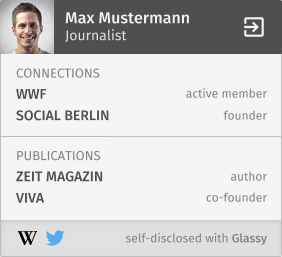 Max Mustermann
Journalist
CONNECTIONS
WWF active member
SOCIAL BERLIN founder
PUBLICATIONS
ZEIT MAGAZIN author
VIVA co-founder
W self-disclosed with Glassy